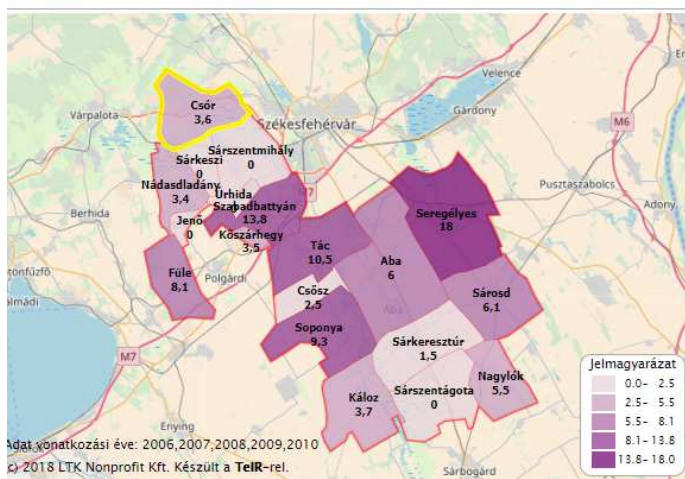 Velence
Csór
3,6
Várpalota
Székesfehérvár
Gárdony
M6
Sárszentmihály
0
Sárkeszi
0
Nádasdladány
3,4
M7
Pusztaszabolcs
Adony
Úrhida
Szabadbattyán
13,8
Berhida
Jenő
0
Kőszárhegy
3,5
Seregélyes
18
Tác
10,5
Aba
6
Füle
8,1
Polgárdi
Csősz
2,5
Sárosd
6,1
Aba
Soponya
9,3
Sárkeresztúr
1,5
M7
Káloz
3,7
Sárszentágota
0
Nagylók
5,5
Enying
Sárbogárd
Jelmagyarázat
0.0- 2.5
2.5- 5.5
5.5- 8.1
8.1- 13.8
13.8- 18.0
Adat vonatkozási éve: 2006,2007,2008,2009,2010
c) 2018 LTK Nonprofit Kft. Készült a TeIR-rel.